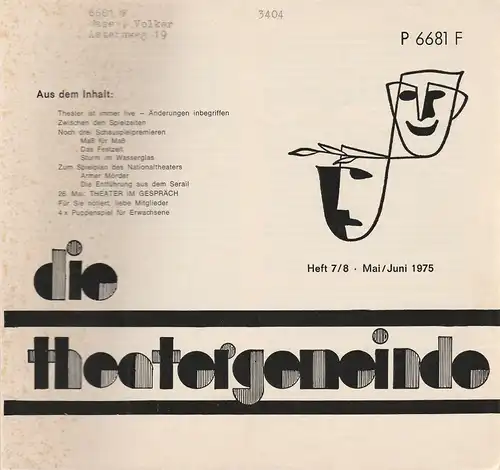 6681 F
3404
Volker
19
P 6681 F
Aus dem Inhalt:
Theater ist immer live – Änderungen inbegriffen
Zwischen den Spielzeiten
Noch drei Schauspielpremieren
Maß für Maß
Das Festzelt
Sturm im Wasserglas
Zum Spielplan des Nationaltheaters
Armer Mörder
Die Entführung aus dem Serail
26. Mai: THEATER IM GESPRÄCH
Für Sie notiert, liebe Mitglieder
4 x Puppenspiel für Erwachsene
Heft 7/8 · Mai/Juni 1975
die
theatergemeinde